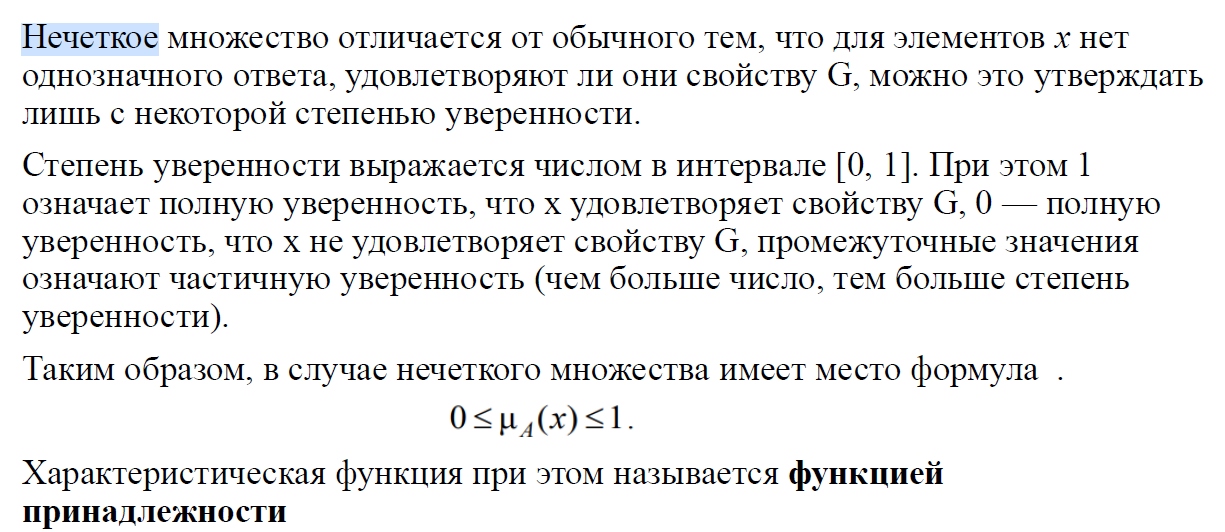 Нечеткое множество отличается от обычного тем, что для элементов x нет
однозначного ответа, удовлетворяют ли они свойству G, можно это утверждать
лишь с некоторой степенью уверенности.
Степень уверенности выражается числом в интервале [0, 1]. При этом 1
означает полную уверенность, что x удовлетворяет свойству G, 0 — полную
уверенность, что x не удовлетворяет свойству G, промежуточные значения
означают частичную уверенность (чем больше число, тем больше степень
уверенности).
Таким образом, в случае нечеткого множества имеет место формула .
0 ≤ μ_A(x) ≤ 1.
Характеристическая функция при этом называется функцией
принадлежности